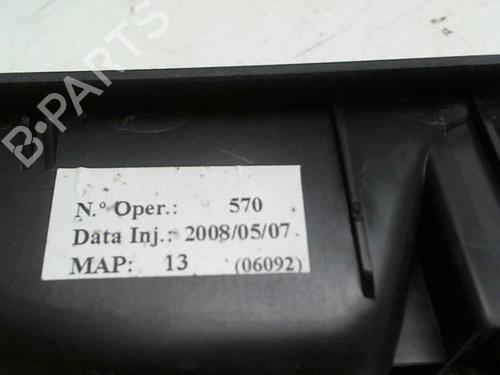 B-PARTS
N.º Oper.: 570
Data Inj.: 2008/05/07
MAP: 13 (06092)